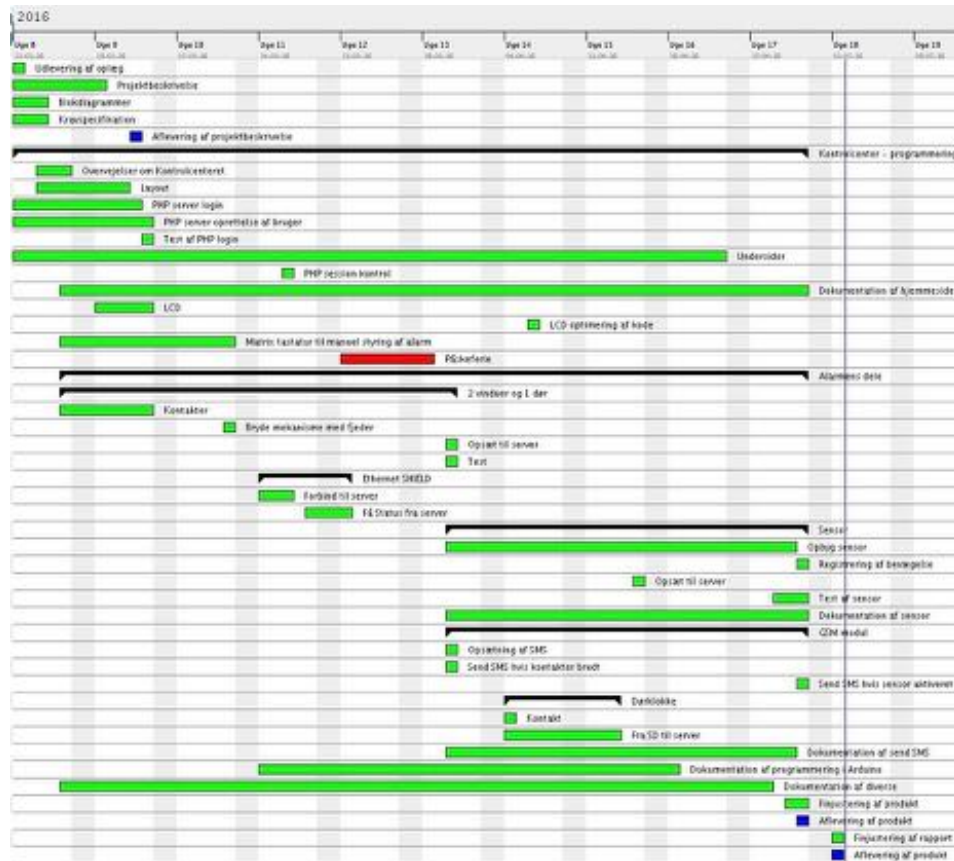 2016
Uge 8 Uge 9 Uge 10 Uge 11 Uge 12 Uge 13 Uge 14 Uge 15 Uge 16 Uge 17 Uge 18 Uge 19
Udlevering af oplæg
Projektbeskrivelse
Blokdiagrammer
Kravspecifikation
Aflevering af projektbeskrivelse
Kontrolcenter - programmering
Overvejelser om Kontrolcenteret
Layout
PHP server login
PHP server oprettelse af bruger
Test af PHP login
Undersider
PHP session kontrol
Dokumentation af hjemmeside
LCD
LCD optimering af kode
Matrix tastatur til manuel styring af alarm
Påskeferie
Alarmens dele
2 vinduer og 1 dør
Kontakter
Bryde mekanisme med fjeder
Opsæt til server
Test
Ethernet SHIELD
Forbind til server
Få Status fra server
Sensor
Opbyg sensor
Registrering af bevægelse
Opsæt til server
Test af sensor
Dokumentation af sensor
GSM modul
Opsætning af SMS
Send SMS hvis kontakter brudt
Send SMS hvis sensor aktiveret
Dørklokke
Kontakt
Fra SD til server
Dokumentation af send SMS
Dokumentation af programmering i Arduino
Dokumentation af diverse
Finjustering af produkt
Aflevering af produkt
Finjustering af rapport
Aflevering af produkt